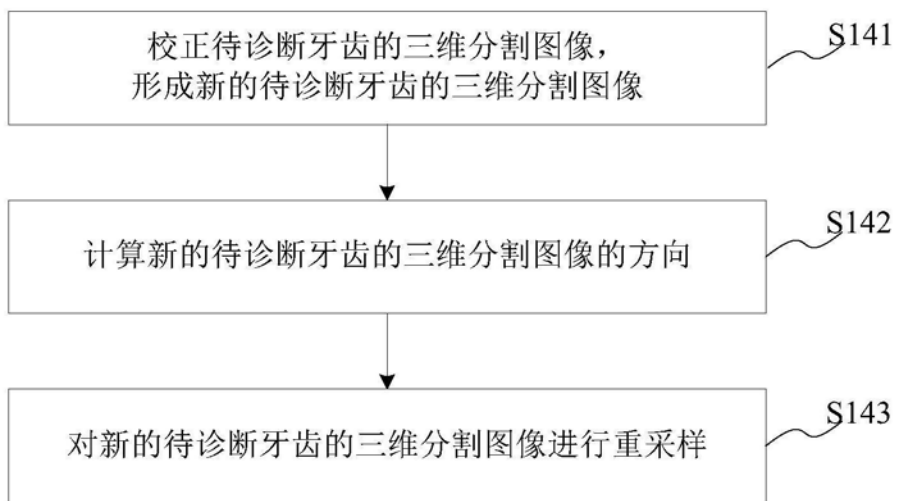 校正待诊断牙齿的三维分割图像，
形成新的待诊断牙齿的三维分割图像
S141
计算新的待诊断牙齿的三维分割图像的方向
S142
对新的待诊断牙齿的三维分割图像进行重采样
S143